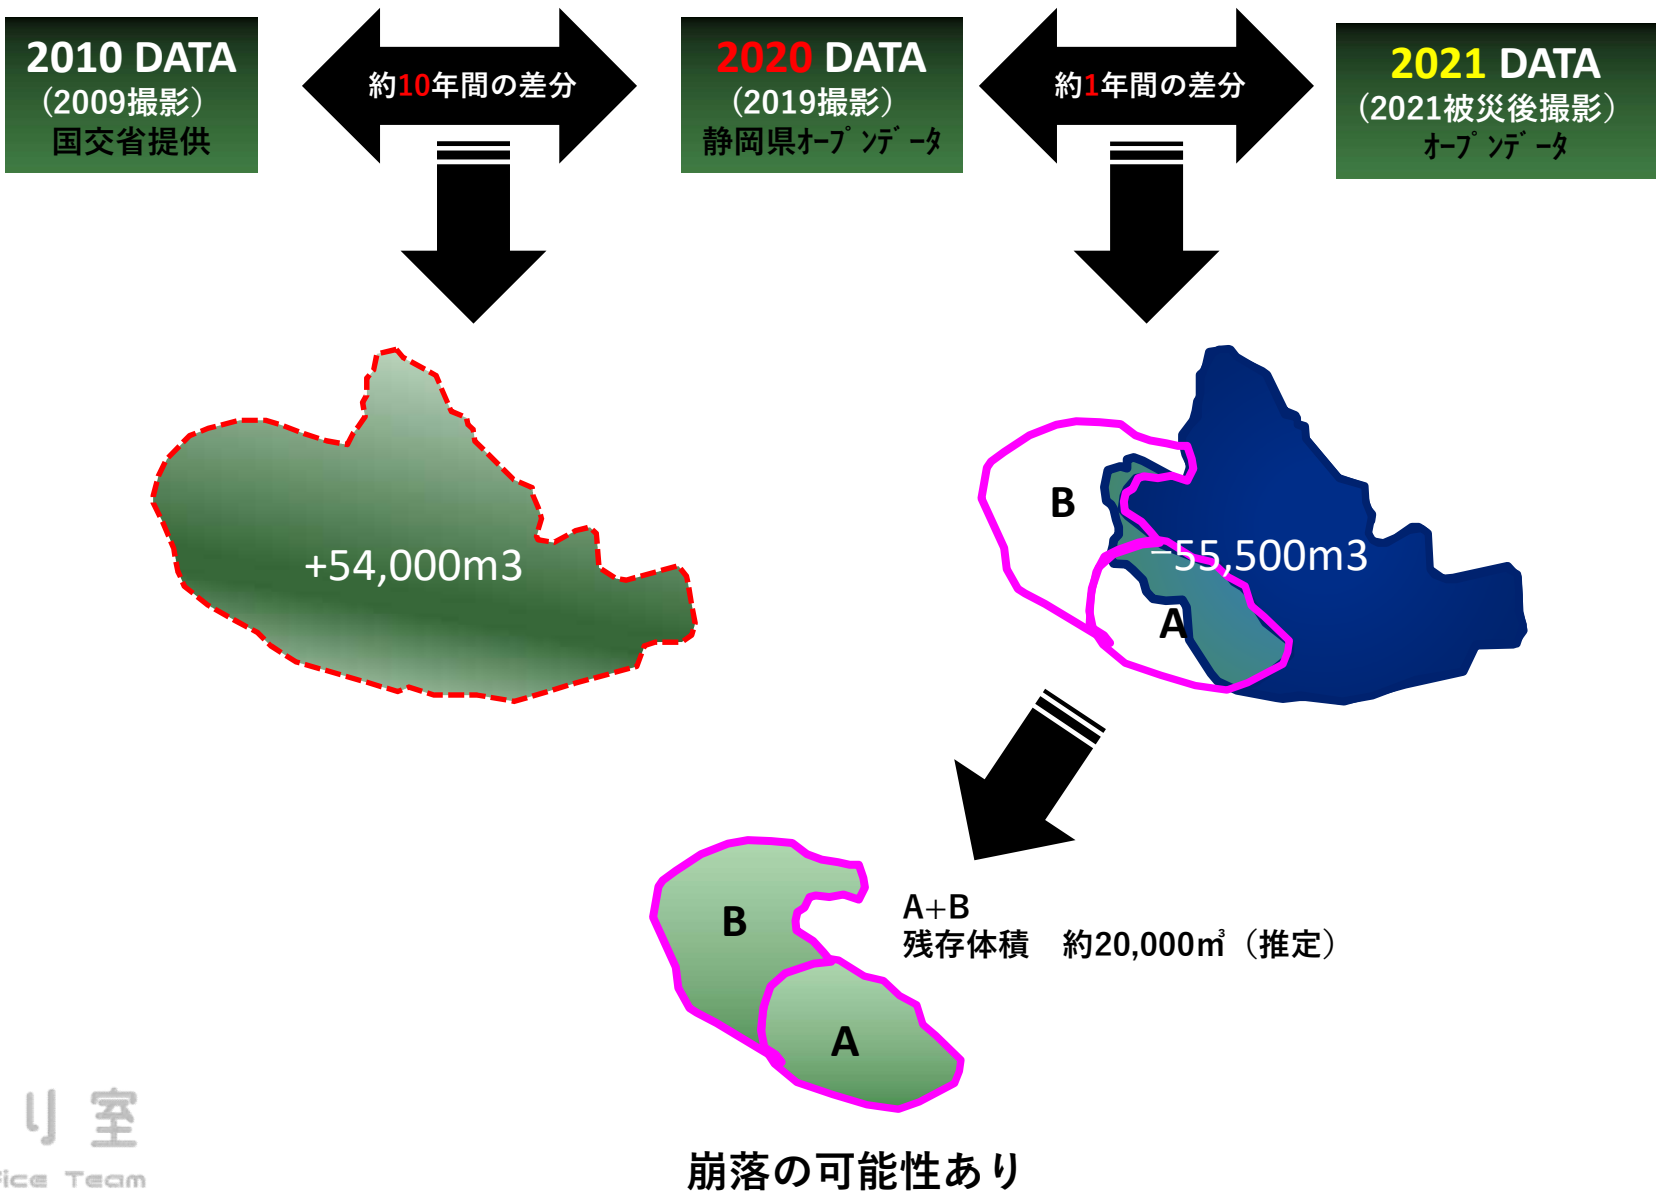 2010 DATA
（2009撮影）
国交省提供
約10年間の差分
2020 DATA
（2019撮影）
静岡県ｵｰﾌﾟﾝﾃﾞｰﾀ
約1年間の差分
2021 DATA
（2021被災後撮影）
ｵｰﾌﾟﾝﾃﾞｰﾀ
+54,000m3
B
−55,500m3
A
B
A
A+B
残存体積　約20,000㎥（推定）
り室
ice Team
崩落の可能性あり